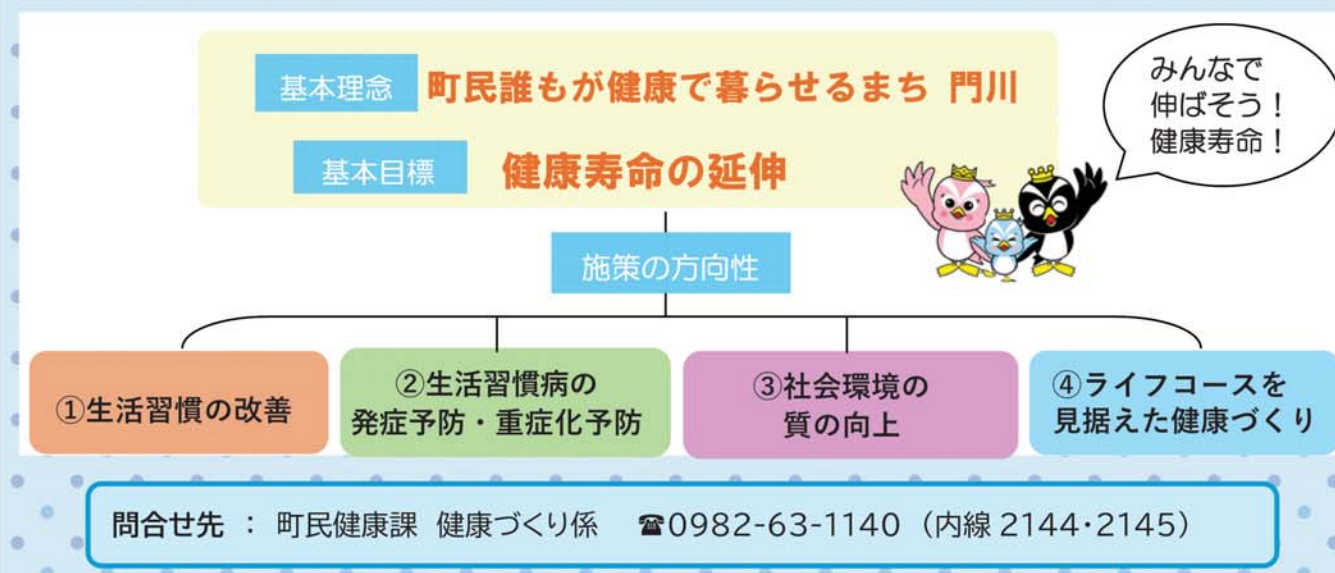 基本理念 町民誰もが健康で暮らせるまち 門川
基本目標 健康寿命の延伸
みんなで
伸ばそう！
健康寿命！
施策の方向性
①生活習慣の改善
②生活習慣病の
発症予防・重症化予防
③社会環境の
質の向上
④ライフコースを
見据えた健康づくり
問合せ先 ： 町民健康課 健康づくり係 ☎0982-63-1140（内線 2144・2145）